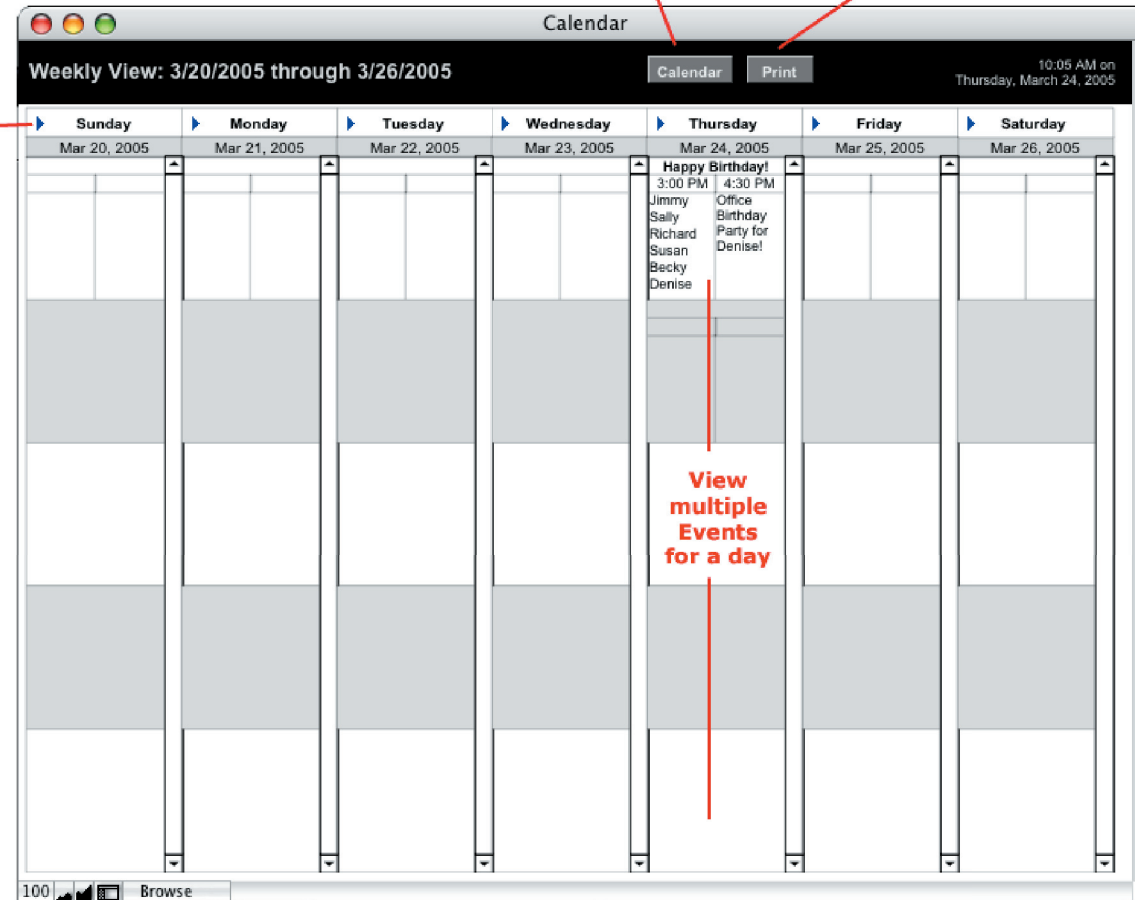 Calendar
Weekly View: 3/20/2005 through 3/26/2005
Calendar
Print
10:05 AM on
Thursday, March 24, 2005
Sunday
Monday
Tuesday
Wednesday
Thursday
Friday
Saturday
Mar 20, 2005
Mar 21, 2005
Mar 22, 2005
Mar 23, 2005
Mar 24, 2005
Mar 25, 2005
Mar 26, 2005
Happy Birthday!
3:00 PM
4:30 PM
Jimmy
Sally
Richard
Susan
Becky
Denise
Office
Birthday
Party for
Denise!
View
multiple
Events
for a day
100
Browse